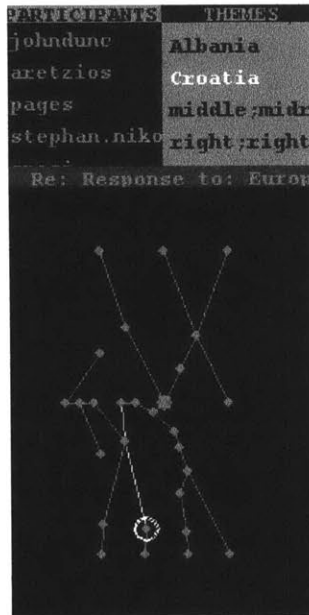 PARTICIPANTS
johndunc
aretzios
pages
stephan.niko
THEMES
Albania
Croatia
middle;midr
right;right
Re: Response to: Europ